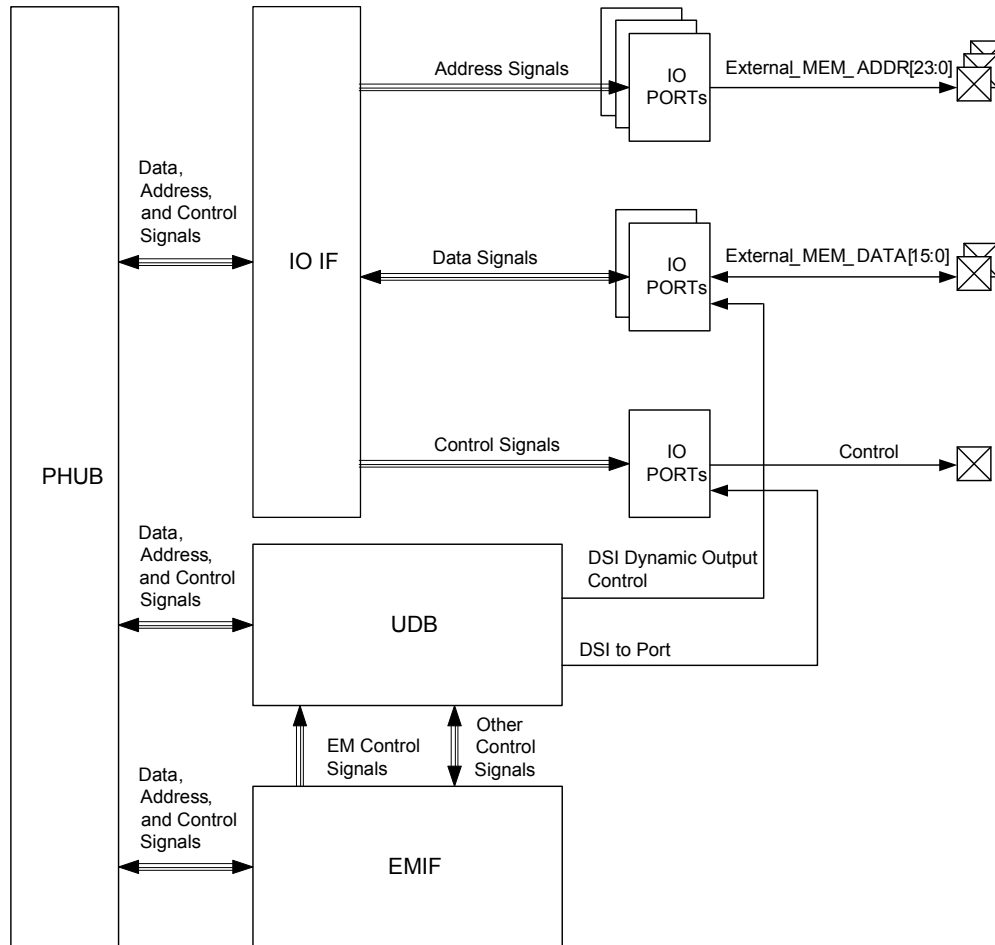 Address Signals
IO
PORTs
External_MEM_ADDR[23:0]
Data,
Address,
and Control
Signals
IO IF
Data Signals
IO
PORTs
External_MEM_DATA[15:0]
Control Signals
IO
PORTs
Control
PHUB
Data,
Address,
and Control
Signals
UDB
DSI Dynamic Output
Control
DSI to Port
EM Control
Signals
Other
Control
Signals
Data,
Address,
and Control
Signals
EMIF